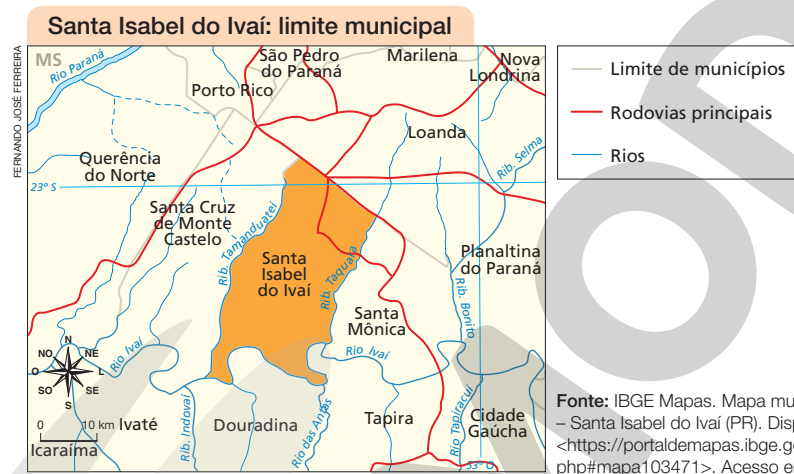 Santa Isabel do Ivaí: limite municipal
FERNANDO JOSÉ FERREIRA
MS
Rio Paraná
São Pedro
do Paraná
Marilena
Nova
Londrina
Porto Rico
Loanda
Rib. Selma
Querência
do Norte
23° S
Santa Cruz
de Monte
Castelo
Rib. Tamanduatei
Santa
Isabel
do Ivaí
Rib. Taquara
Planaltina
do Paraná
Santa
Mônica
Rib. Bonito
Rio Ivaí
Rio Ivaí
N
NO
NE
O
L
SO
SE
S
0
10 km
Ivaté
Icaraíma
Rib. Indovaí
Douradina
Rio das Antas
Tapira
Rio Tapiracuí
Cidade
Gaúcha
53° O
Limite de municípios
Rodovias principais
Rios
Fonte: IBGE Mapas. Mapa mu
– Santa Isabel do Ivaí (PR). Disp
<https://portaldemapas.ibge.go
php#mapa103471>. Acesso e